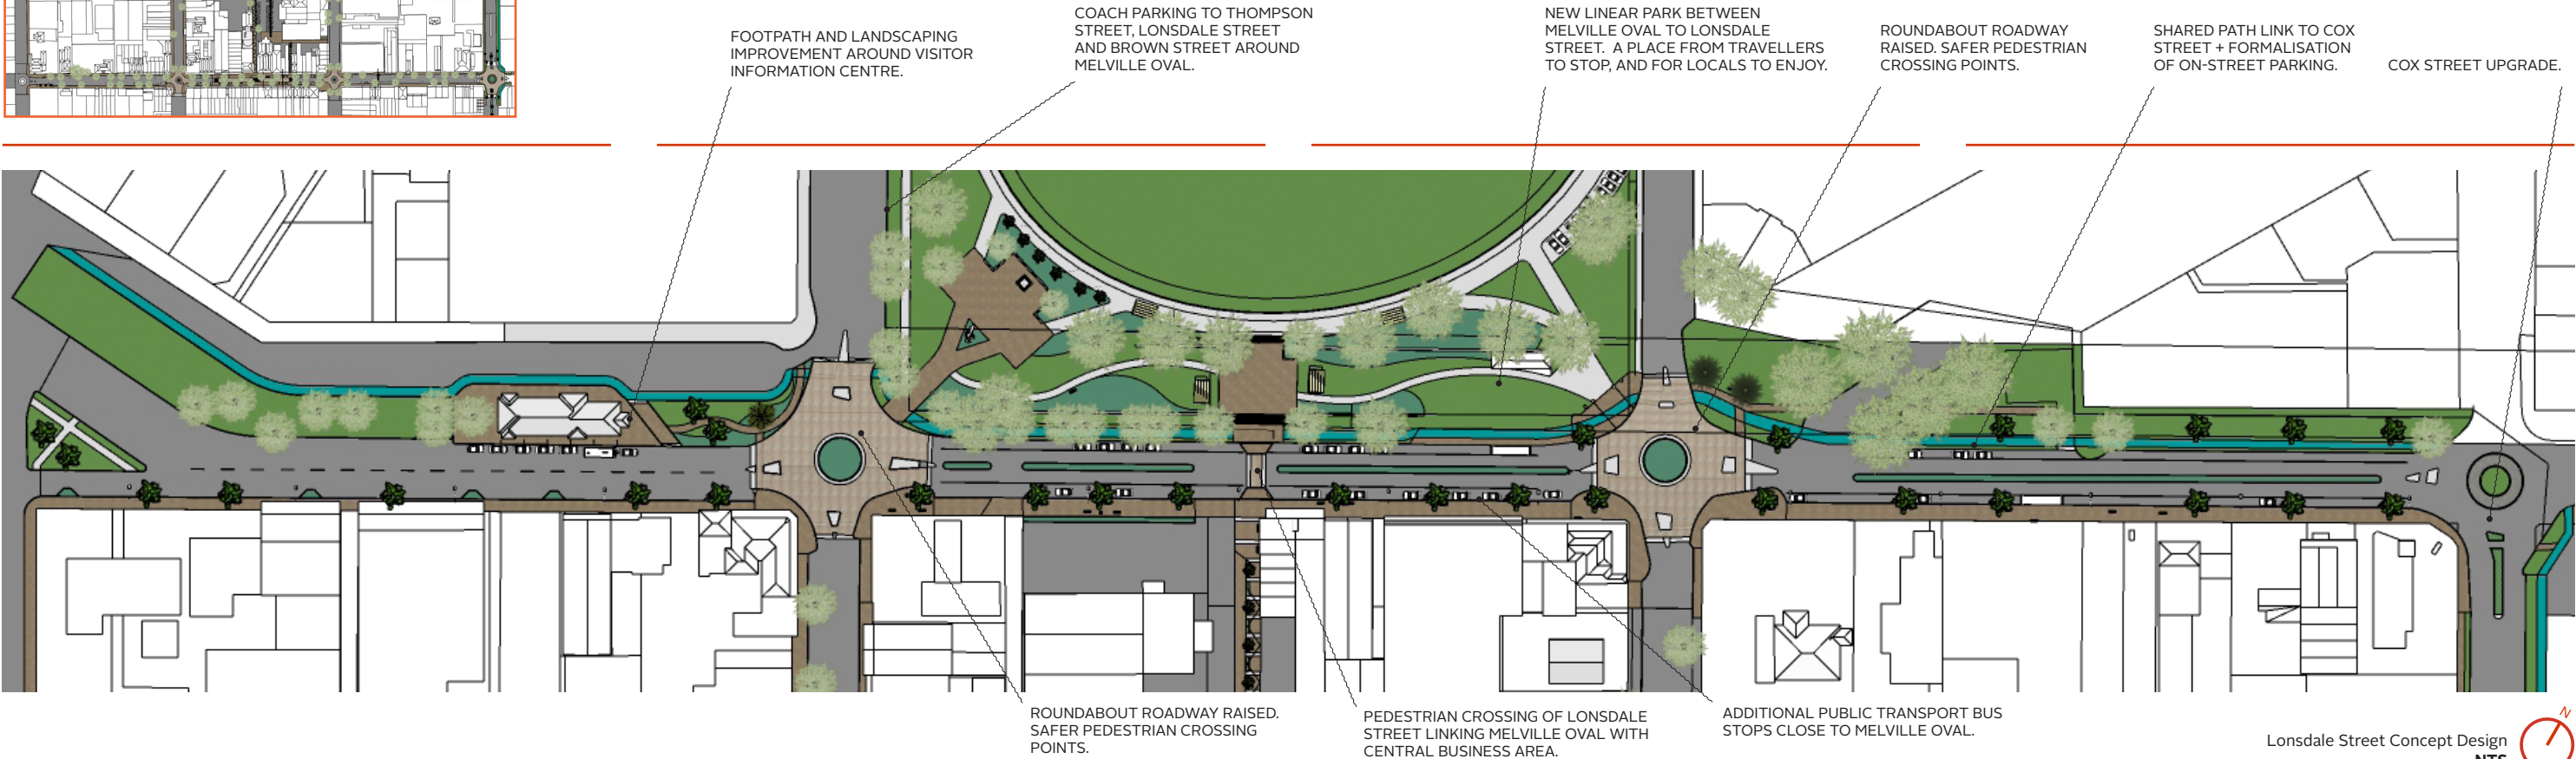 FOOTPATH AND LANDSCAPING
IMPROVEMENT AROUND VISITOR
INFORMATION CENTRE.
COACH PARKING TO THOMPSON
STREET, LONSDALE STREET
AND BROWN STREET AROUND
MELVILLE OVAL.
NEW LINEAR PARK BETWEEN
MELVILLE OVAL TO LONSDALE
STREET. A PLACE FROM TRAVELLERS
TO STOP, AND FOR LOCALS TO ENJOY.
ROUNDABOUT ROADWAY
RAISED. SAFER PEDESTRIAN
CROSSING POINTS.
SHARED PATH LINK TO COX
STREET + FORMALISATION
OF ON-STREET PARKING.
COX STREET UPGRADE.
ROUNDABOUT ROADWAY RAISED.
SAFER PEDESTRIAN CROSSING
POINTS.
PEDESTRIAN CROSSING OF LONSDALE
STREET LINKING MELVILLE OVAL WITH
CENTRAL BUSINESS AREA.
ADDITIONAL PUBLIC TRANSPORT BUS
STOPS CLOSE TO MELVILLE OVAL.
N
Lonsdale Street Concept Design
NTS